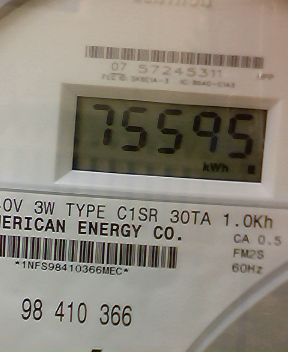 07 57245311
75595
kWh
0V 3W TYPE C1SR 30TA 1.0Kh
MERICAN ENERGY CO.
CA 0.5
FM2S
60Hz
*1NFS98410366MEC*
98 410 366